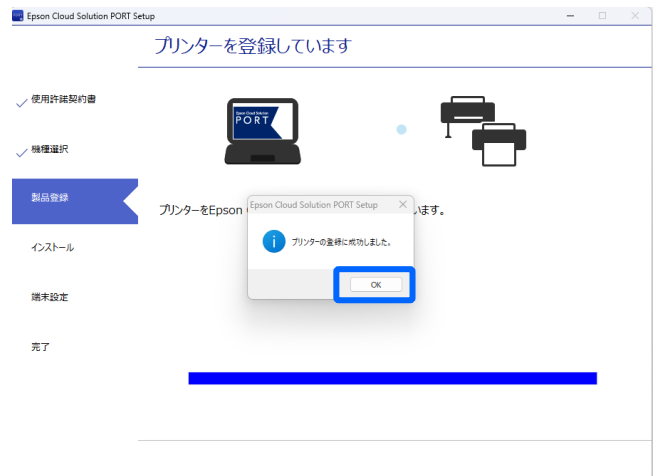 Epson Cloud Solution PORT Setup
プリンターを登録しています
使用許諾契約書
機種選択
製品登録
インストール
端末設定
完了
Epson Cloud Solution
PORT
プリンターをEpson
います。
Epson Cloud Solution PORT Setup
プリンターの登録に成功しました。
OK